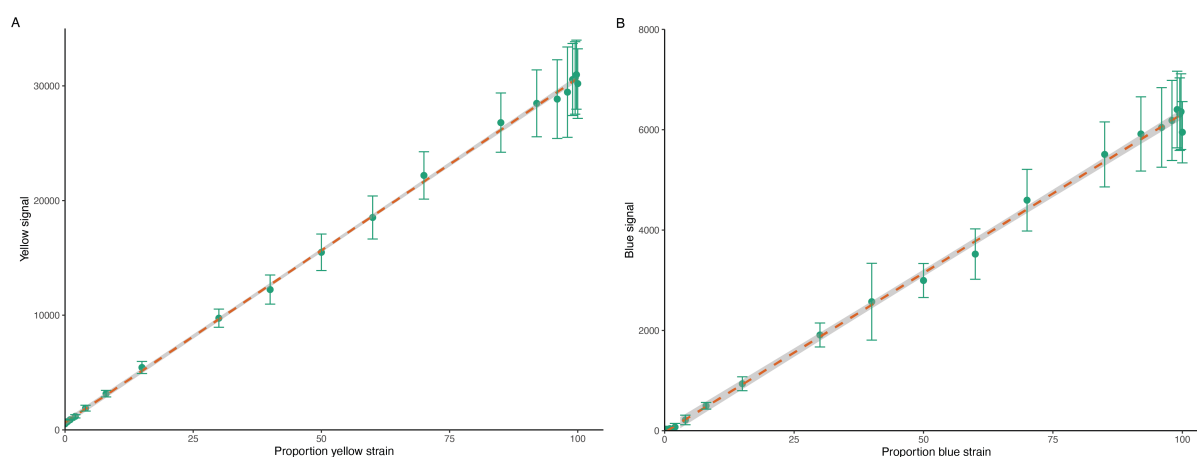 A
30000
20000
10000
0
Yellow signal
0 25 50 75 100
Proportion yellow strain
B
8000
6000
4000
2000
0
Blue signal
0 25 50 75 100
Proportion blue strain